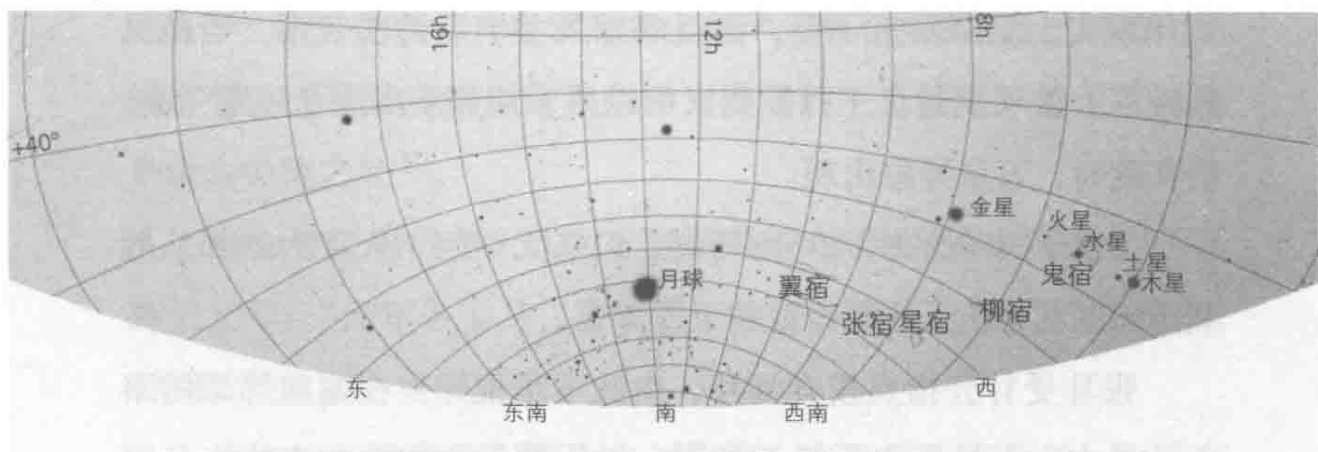 16h
12h
8h
+40°
金星
火星
水星
土星
木星
鬼宿
月球
翼宿
张宿
星宿
柳宿
东
东南
南
西南
西